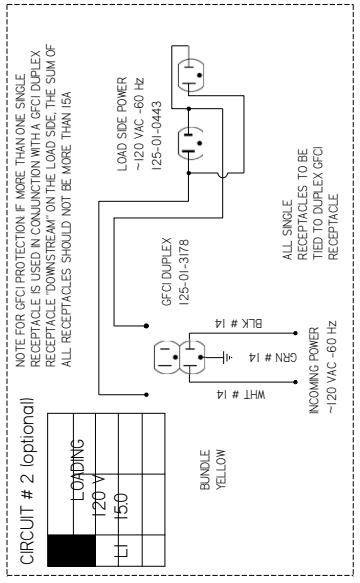 CIRCUIT # 2 (optional)
NOTE FOR GFCI PROTECTION: IF MORE THAN ONE SINGLE
RECEPTACLE IS USED IN CONJUNCTION WITH A GFCI DUPLEX
RECEPTACLE "DOWNSTREAM" ON THE LOAD SIDE, THE SUM OF
ALL RECEPTACLES SHOULD NOT BE MORE THAN 15A
LOADING
120 V
L1 15.0
LOAD SIDE POWER
~120 VAC -60 Hz
125-01-0443
GFCI DUPLEX
125-01-3178
BUNDLE
YELLOW
WHT # 14
GRN # 14
BLK # 14
INCOMING POWER
~120 VAC -60 Hz
ALL SINGLE
RECEPTACLES TO BE
TIED TO DUPLEX GFCI
RECEPTACLE